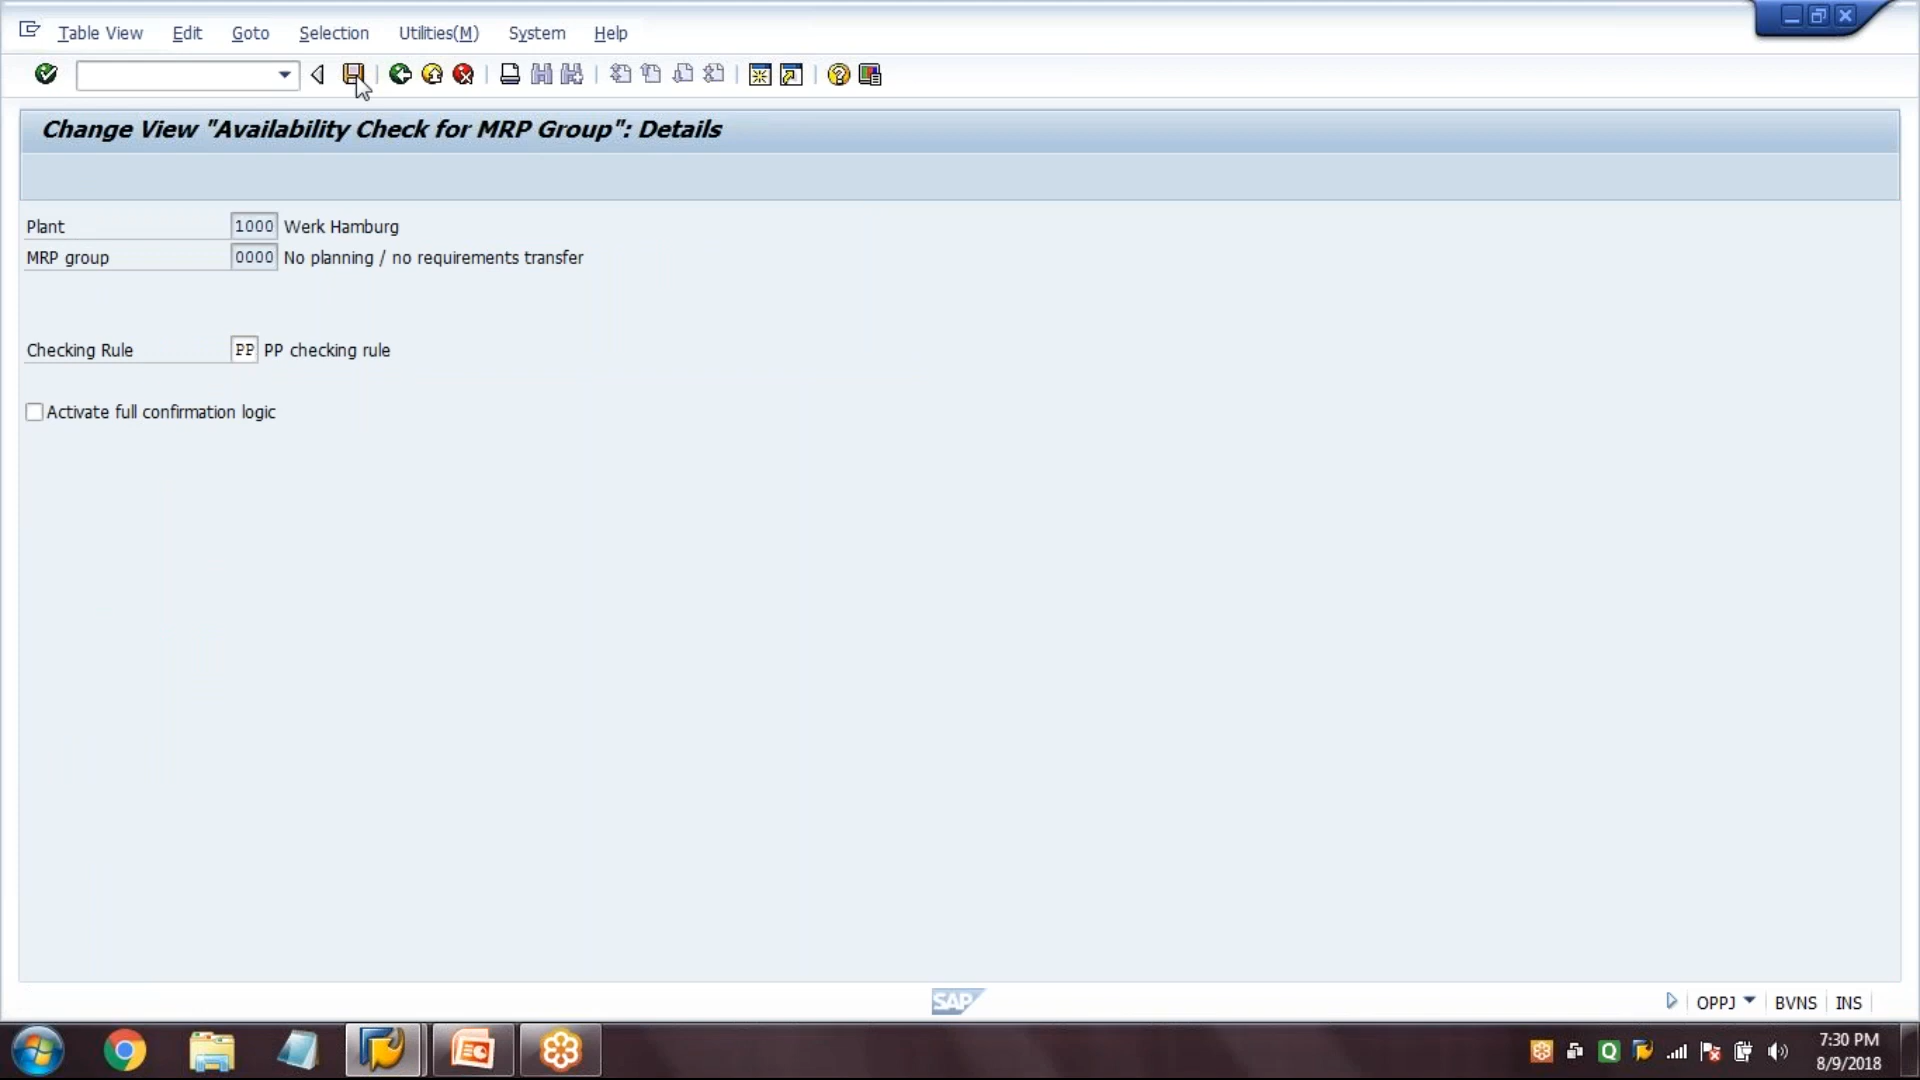 Table View Edit Goto Selection Utilities(M) System Help
Change View "Availability Check for MRP Group": Details
Plant 1000 Werk Hamburg
MRP group 0000 No planning / no requirements transfer
Checking Rule PP PP checking rule
Activate full confirmation logic
SAP OPPJ BVNS INS
7:30 PM
8/9/2018